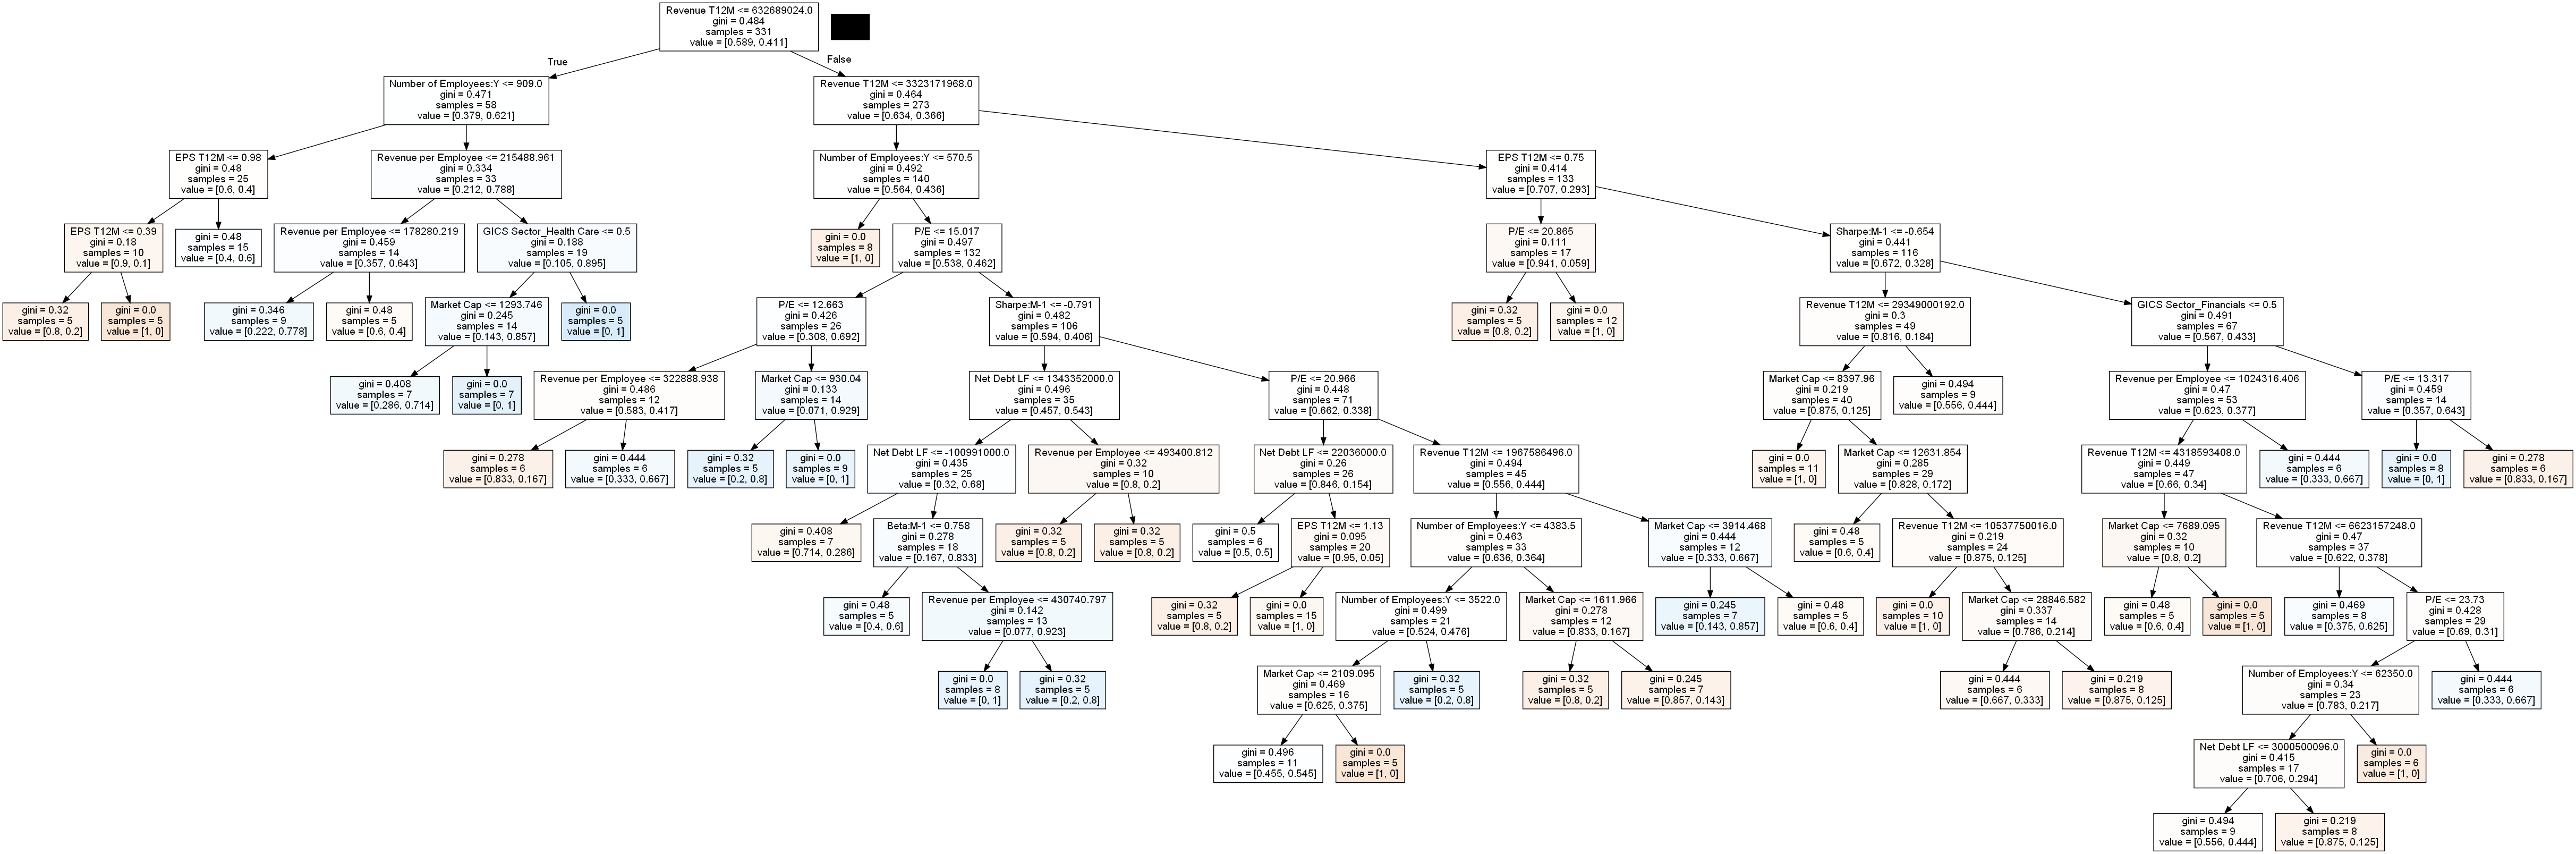 Revenue T12M <= 632689024.0
gini = 0.484
samples = 331
value = [0.589, 0.411]
True
False
Number of Employees:Y <= 909.0
gini = 0.471
samples = 58
value = [0.379, 0.621]
Revenue T12M <= 3323171968.0
gini = 0.464
samples = 273
value = [0.634, 0.366]
EPS T12M <= 0.98
gini = 0.48
samples = 25
value = [0.6, 0.4]
Revenue per Employee <= 215488.961
gini = 0.334
samples = 33
value = [0.212, 0.788]
Number of Employees:Y <= 570.5
gini = 0.492
samples = 140
value = [0.564, 0.436]
EPS T12M <= 0.75
gini = 0.414
samples = 133
value = [0.707, 0.293]
EPS T12M <= 0.39
gini = 0.18
samples = 10
value = [0.9, 0.1]
gini = 0.48
samples = 15
value = [0.4, 0.6]
Revenue per Employee <= 178280.219
gini = 0.459
samples = 14
value = [0.357, 0.643]
GICS Sector_Health Care <= 0.5
gini = 0.188
samples = 19
value = [0.105, 0.895]
gini = 0.0
samples = 8
value = [1, 0]
P/E <= 15.017
gini = 0.497
samples = 132
value = [0.538, 0.462]
P/E <= 20.865
gini = 0.111
samples = 17
value = [0.941, 0.059]
Sharpe:M-1 <= -0.654
gini = 0.441
samples = 116
value = [0.672, 0.328]
gini = 0.32
samples = 5
value = [0.8, 0.2]
gini = 0.0
samples = 5
value = [1, 0]
gini = 0.346
samples = 9
value = [0.222, 0.778]
gini = 0.48
samples = 5
value = [0.6, 0.4]
Market Cap <= 1293.746
gini = 0.245
samples = 14
value = [0.143, 0.857]
gini = 0.0
samples = 5
value = [0, 1]
P/E <= 12.663
gini = 0.426
samples = 26
value = [0.308, 0.692]
Sharpe:M-1 <= -0.791
gini = 0.482
samples = 106
value = [0.594, 0.406]
gini = 0.32
samples = 5
value = [0.8, 0.2]
gini = 0.0
samples = 12
value = [1, 0]
Revenue T12M <= 29349000192.0
gini = 0.3
samples = 49
value = [0.816, 0.184]
GICS Sector_Financials <= 0.5
gini = 0.491
samples = 67
value = [0.567, 0.433]
gini = 0.408
samples = 7
value = [0.286, 0.714]
gini = 0.0
samples = 7
value = [0, 1]
Revenue per Employee <= 322888.938
gini = 0.486
samples = 12
value = [0.583, 0.417]
Market Cap <= 930.04
gini = 0.133
samples = 14
value = [0.071, 0.929]
Net Debt LF <= 1343352000.0
gini = 0.496
samples = 35
value = [0.457, 0.543]
P/E <= 20.966
gini = 0.448
samples = 71
value = [0.662, 0.338]
Market Cap <= 8397.96
gini = 0.219
samples = 40
value = [0.875, 0.125]
gini = 0.494
samples = 9
value = [0.556, 0.444]
Revenue per Employee <= 1024316.406
gini = 0.47
samples = 53
value = [0.623, 0.377]
P/E <= 13.317
gini = 0.459
samples = 14
value = [0.357, 0.643]
gini = 0.278
samples = 6
value = [0.833, 0.167]
gini = 0.444
samples = 6
value = [0.333, 0.667]
gini = 0.32
samples = 5
value = [0.2, 0.8]
gini = 0.0
samples = 9
value = [0, 1]
Net Debt LF <= -100991000.0
gini = 0.435
samples = 25
value = [0.32, 0.68]
Revenue per Employee <= 493400.812
gini = 0.32
samples = 10
value = [0.8, 0.2]
Net Debt LF <= 22036000.0
gini = 0.26
samples = 26
value = [0.846, 0.154]
Revenue T12M <= 1967586496.0
gini = 0.494
samples = 45
value = [0.556, 0.444]
gini = 0.0
samples = 11
value = [1, 0]
Market Cap <= 12631.854
gini = 0.285
samples = 29
value = [0.828, 0.172]
Revenue T12M <= 4318593408.0
gini = 0.449
samples = 47
value = [0.66, 0.34]
gini = 0.444
samples = 6
value = [0.333, 0.667]
gini = 0.0
samples = 8
value = [0, 1]
gini = 0.278
samples = 6
value = [0.833, 0.167]
gini = 0.408
samples = 7
value = [0.714, 0.286]
Beta:M-1 <= 0.758
gini = 0.278
samples = 18
value = [0.167, 0.833]
gini = 0.32
samples = 5
value = [0.8, 0.2]
gini = 0.32
samples = 5
value = [0.8, 0.2]
gini = 0.5
samples = 6
value = [0.5, 0.5]
EPS T12M <= 1.13
gini = 0.095
samples = 20
value = [0.95, 0.05]
Number of Employees:Y <= 4383.5
gini = 0.463
samples = 33
value = [0.636, 0.364]
Market Cap <= 3914.468
gini = 0.444
samples = 12
value = [0.333, 0.667]
gini = 0.48
samples = 5
value = [0.6, 0.4]
Revenue T12M <= 10537750016.0
gini = 0.219
samples = 24
value = [0.875, 0.125]
Market Cap <= 7689.095
gini = 0.32
samples = 10
value = [0.8, 0.2]
Revenue T12M <= 6623157248.0
gini = 0.47
samples = 37
value = [0.622, 0.378]
gini = 0.48
samples = 5
value = [0.4, 0.6]
Revenue per Employee <= 430740.797
gini = 0.142
samples = 13
value = [0.077, 0.923]
gini = 0.32
samples = 5
value = [0.8, 0.2]
gini = 0.0
samples = 15
value = [1, 0]
Number of Employees:Y <= 3522.0
gini = 0.499
samples = 21
value = [0.524, 0.476]
Market Cap <= 1611.966
gini = 0.278
samples = 12
value = [0.833, 0.167]
gini = 0.245
samples = 7
value = [0.143, 0.857]
gini = 0.48
samples = 5
value = [0.6, 0.4]
gini = 0.0
samples = 10
value = [1, 0]
Market Cap <= 28846.582
gini = 0.337
samples = 14
value = [0.786, 0.214]
gini = 0.48
samples = 5
value = [0.6, 0.4]
gini = 0.0
samples = 5
value = [1, 0]
gini = 0.469
samples = 8
value = [0.375, 0.625]
P/E <= 23.73
gini = 0.428
samples = 29
value = [0.69, 0.31]
gini = 0.0
samples = 8
value = [0, 1]
gini = 0.32
samples = 5
value = [0.2, 0.8]
Market Cap <= 2109.095
gini = 0.469
samples = 16
value = [0.625, 0.375]
gini = 0.32
samples = 5
value = [0.2, 0.8]
gini = 0.32
samples = 5
value = [0.8, 0.2]
gini = 0.245
samples = 7
value = [0.857, 0.143]
gini = 0.444
samples = 6
value = [0.667, 0.333]
gini = 0.219
samples = 8
value = [0.875, 0.125]
Number of Employees:Y <= 62350.0
gini = 0.34
samples = 23
value = [0.783, 0.217]
gini = 0.444
samples = 6
value = [0.333, 0.667]
gini = 0.496
samples = 11
value = [0.455, 0.545]
gini = 0.0
samples = 5
value = [1, 0]
Net Debt LF <= 3000500096.0
gini = 0.415
samples = 17
value = [0.706, 0.294]
gini = 0.0
samples = 6
value = [1, 0]
gini = 0.494
samples = 9
value = [0.556, 0.444]
gini = 0.219
samples = 8
value = [0.875, 0.125]